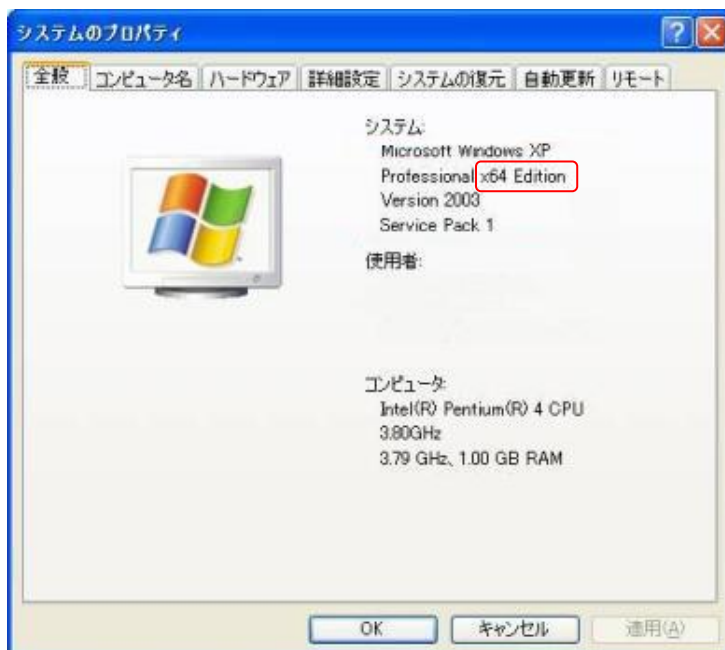 システムのプロパティ
全般 コンピュータ名 ハードウェア 詳細設定 システムの復元 自動更新 リモート
システム:
Microsoft Windows XP
Professional x64 Edition
Version 2003
Service Pack 1
使用者:
コンピュータ:
Intel(R) Pentium(R) 4 CPU
3.80GHz
3.79 GHz、1.00 GB RAM
OK キャンセル 適用(A)